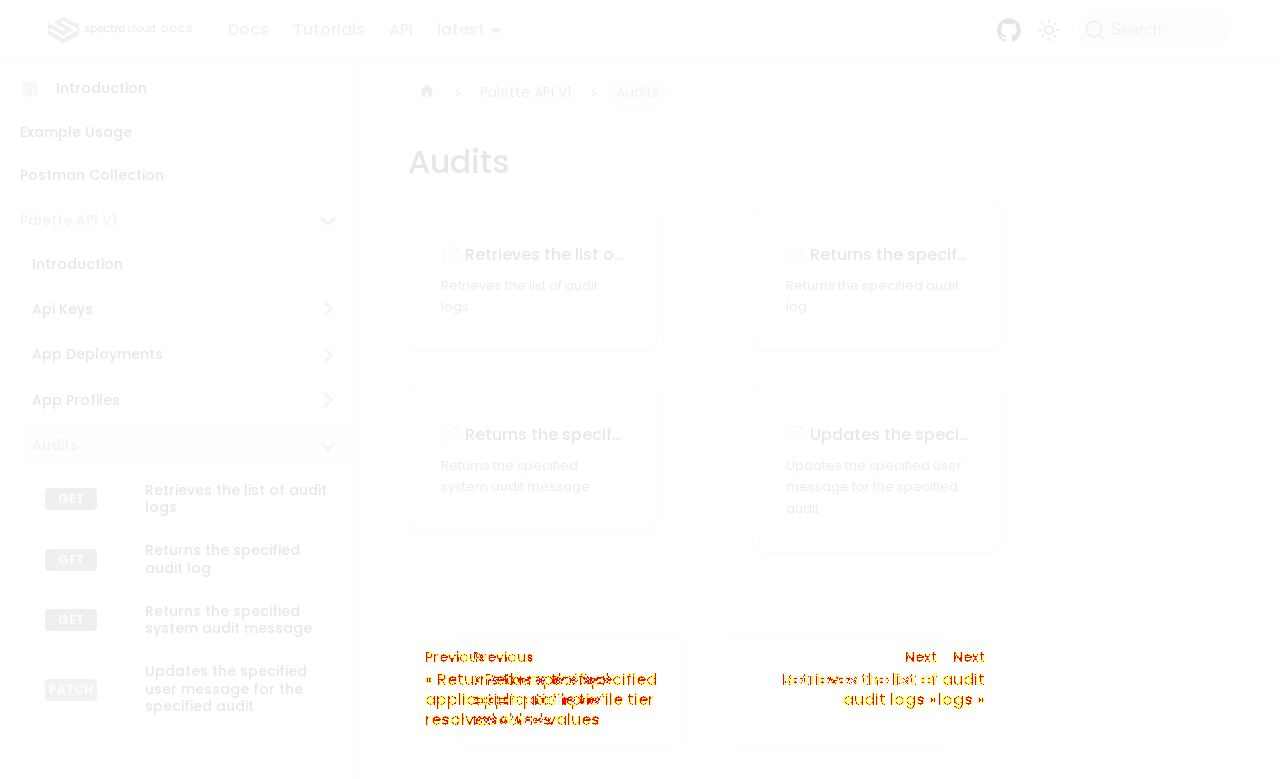 spectro cloud DOCS
Docs Tutorials API latest
Search
Introduction
Example Usage
Postman Collection
Palette API V1
Introduction
Api Keys
App Deployments
App Profiles
Audits
GET Retrieves the list of audit
logs
GET Returns the specified
audit log
GET Returns the specified
system audit message
PATCH Updates the specified
user message for the
specified audit
Palette API V1
Audits
Audits
Retrieves the list o...
Retrieves the list of audit
logs
Returns the specif...
Returns the specified audit
log
Returns the specif...
Returns the specified
system audit message
Updates the speci...
Updates the specified user
message for the specified
audit
Previous Previous
Next Next
« Returns the specified
profile tier
values
list of audit
audit logs » logs »